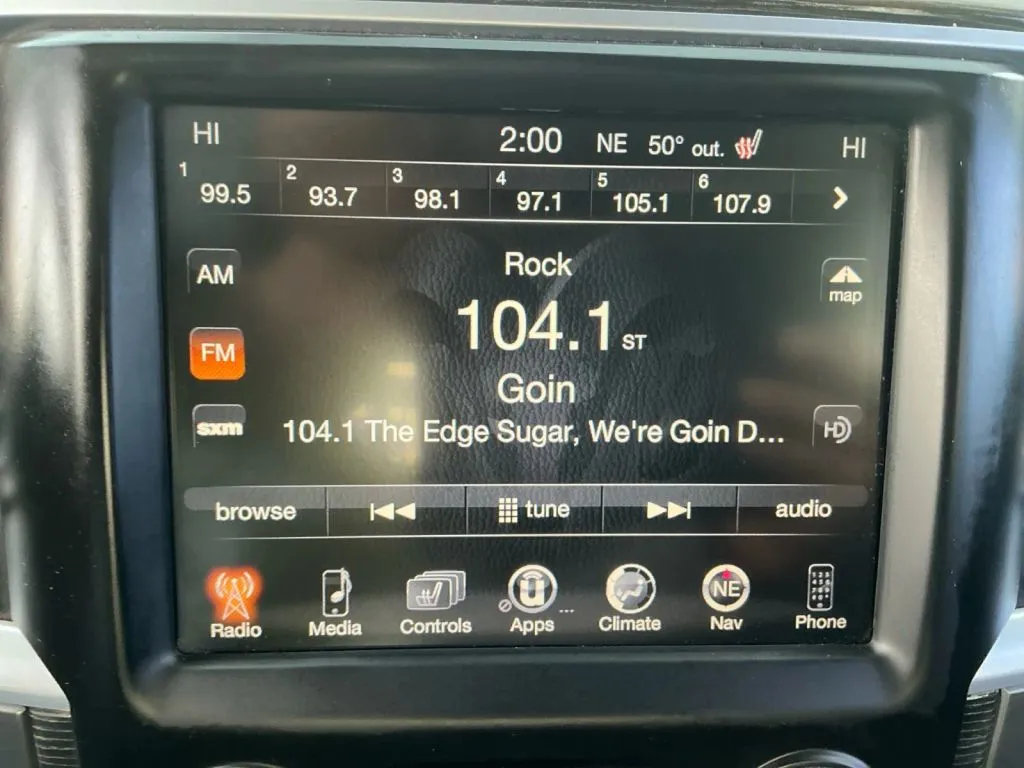 HI 2:00 NE 50° out. HI
1 99.5 2 93.7 3 98.1 4 97.1 5 105.1 6 107.9
Rock
AM
map
104.1 ST
FM
Goin
sxm 104.1 The Edge Sugar, We're Goin D... HD
browse tune audio
NE
Radio Media Controls Apps ... Climate Nav Phone